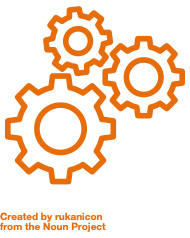 Created by rukanicon
from the Noun Project